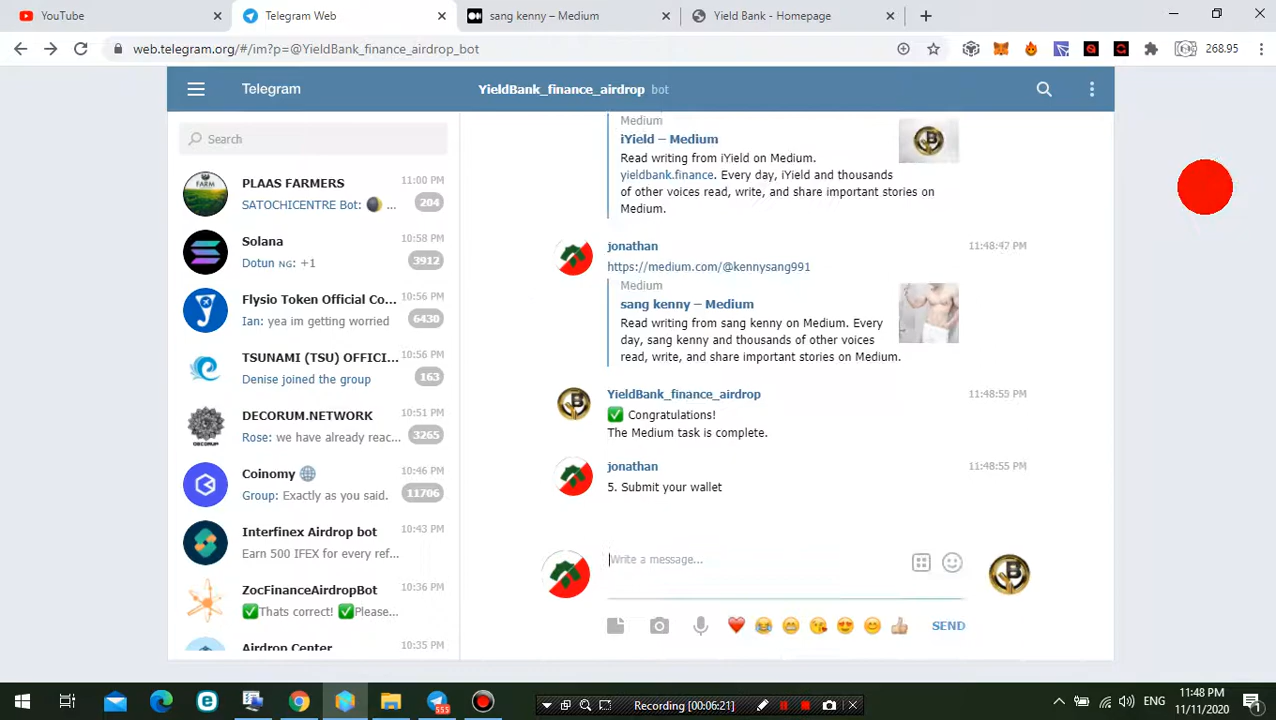 YouTube
Telegram Web
sang kenny – Medium
Yield Bank - Homepage
web.telegram.org/#/im?p=@YieldBank_finance_airdrop_bot
268.95
Telegram
YieldBank_finance_airdrop bot
Search
PLAAS FARMERS 11:00 PM
SATOCHICENTRE Bot: 🌒 ... 204
Solana 10:58 PM
Dotun NG: +1 3912
Flysio Token Official Co... 10:56 PM
Ian: yea im getting worried 6430
TSUNAMI (TSU) OFFICI... 10:56 PM
Denise joined the group 163
DECORUM.NETWORK 10:51 PM
Rose: we have already reac... 3265
Coinomy 🌐 10:46 PM
Group: Exactly as you said. 11706
Interfinex Airdrop bot 10:43 PM
Earn 500 IFEX for every ref...
ZocFinanceAirdropBot 10:36 PM
✅Thats correct! ✅Please...
Airdrop Center 10:35 PM
Medium
iYield – Medium
Read writing from iYield on Medium.
yieldbank.finance. Every day, iYield and thousands
of other voices read, write, and share important stories on
Medium.
jonathan 11:48:47 PM
https://medium.com/@kennysang991
Medium
sang kenny – Medium
Read writing from sang kenny on Medium. Every
day, sang kenny and thousands of other voices
read, write, and share important stories on Medium.
YieldBank_finance_airdrop 11:48:55 PM
✅ Congratulations!
The Medium task is complete.
jonathan 11:48:55 PM
5. Submit your wallet
Write a message...
SEND
555
Recording [00:06:21]
ENG
11:48 PM
11/11/2020
1